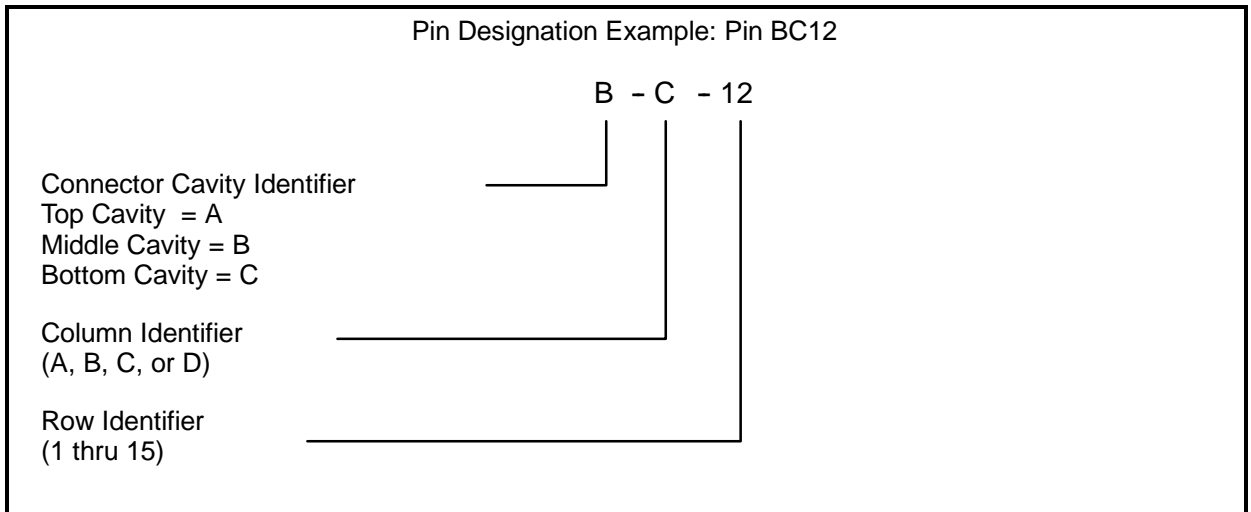 Pin Designation Example: Pin BC12
B - C - 12
Connector Cavity Identifier
Top Cavity = A
Middle Cavity = B
Bottom Cavity = C
Column Identifier
(A, B, C, or D)
Row Identifier
(1 thru 15)